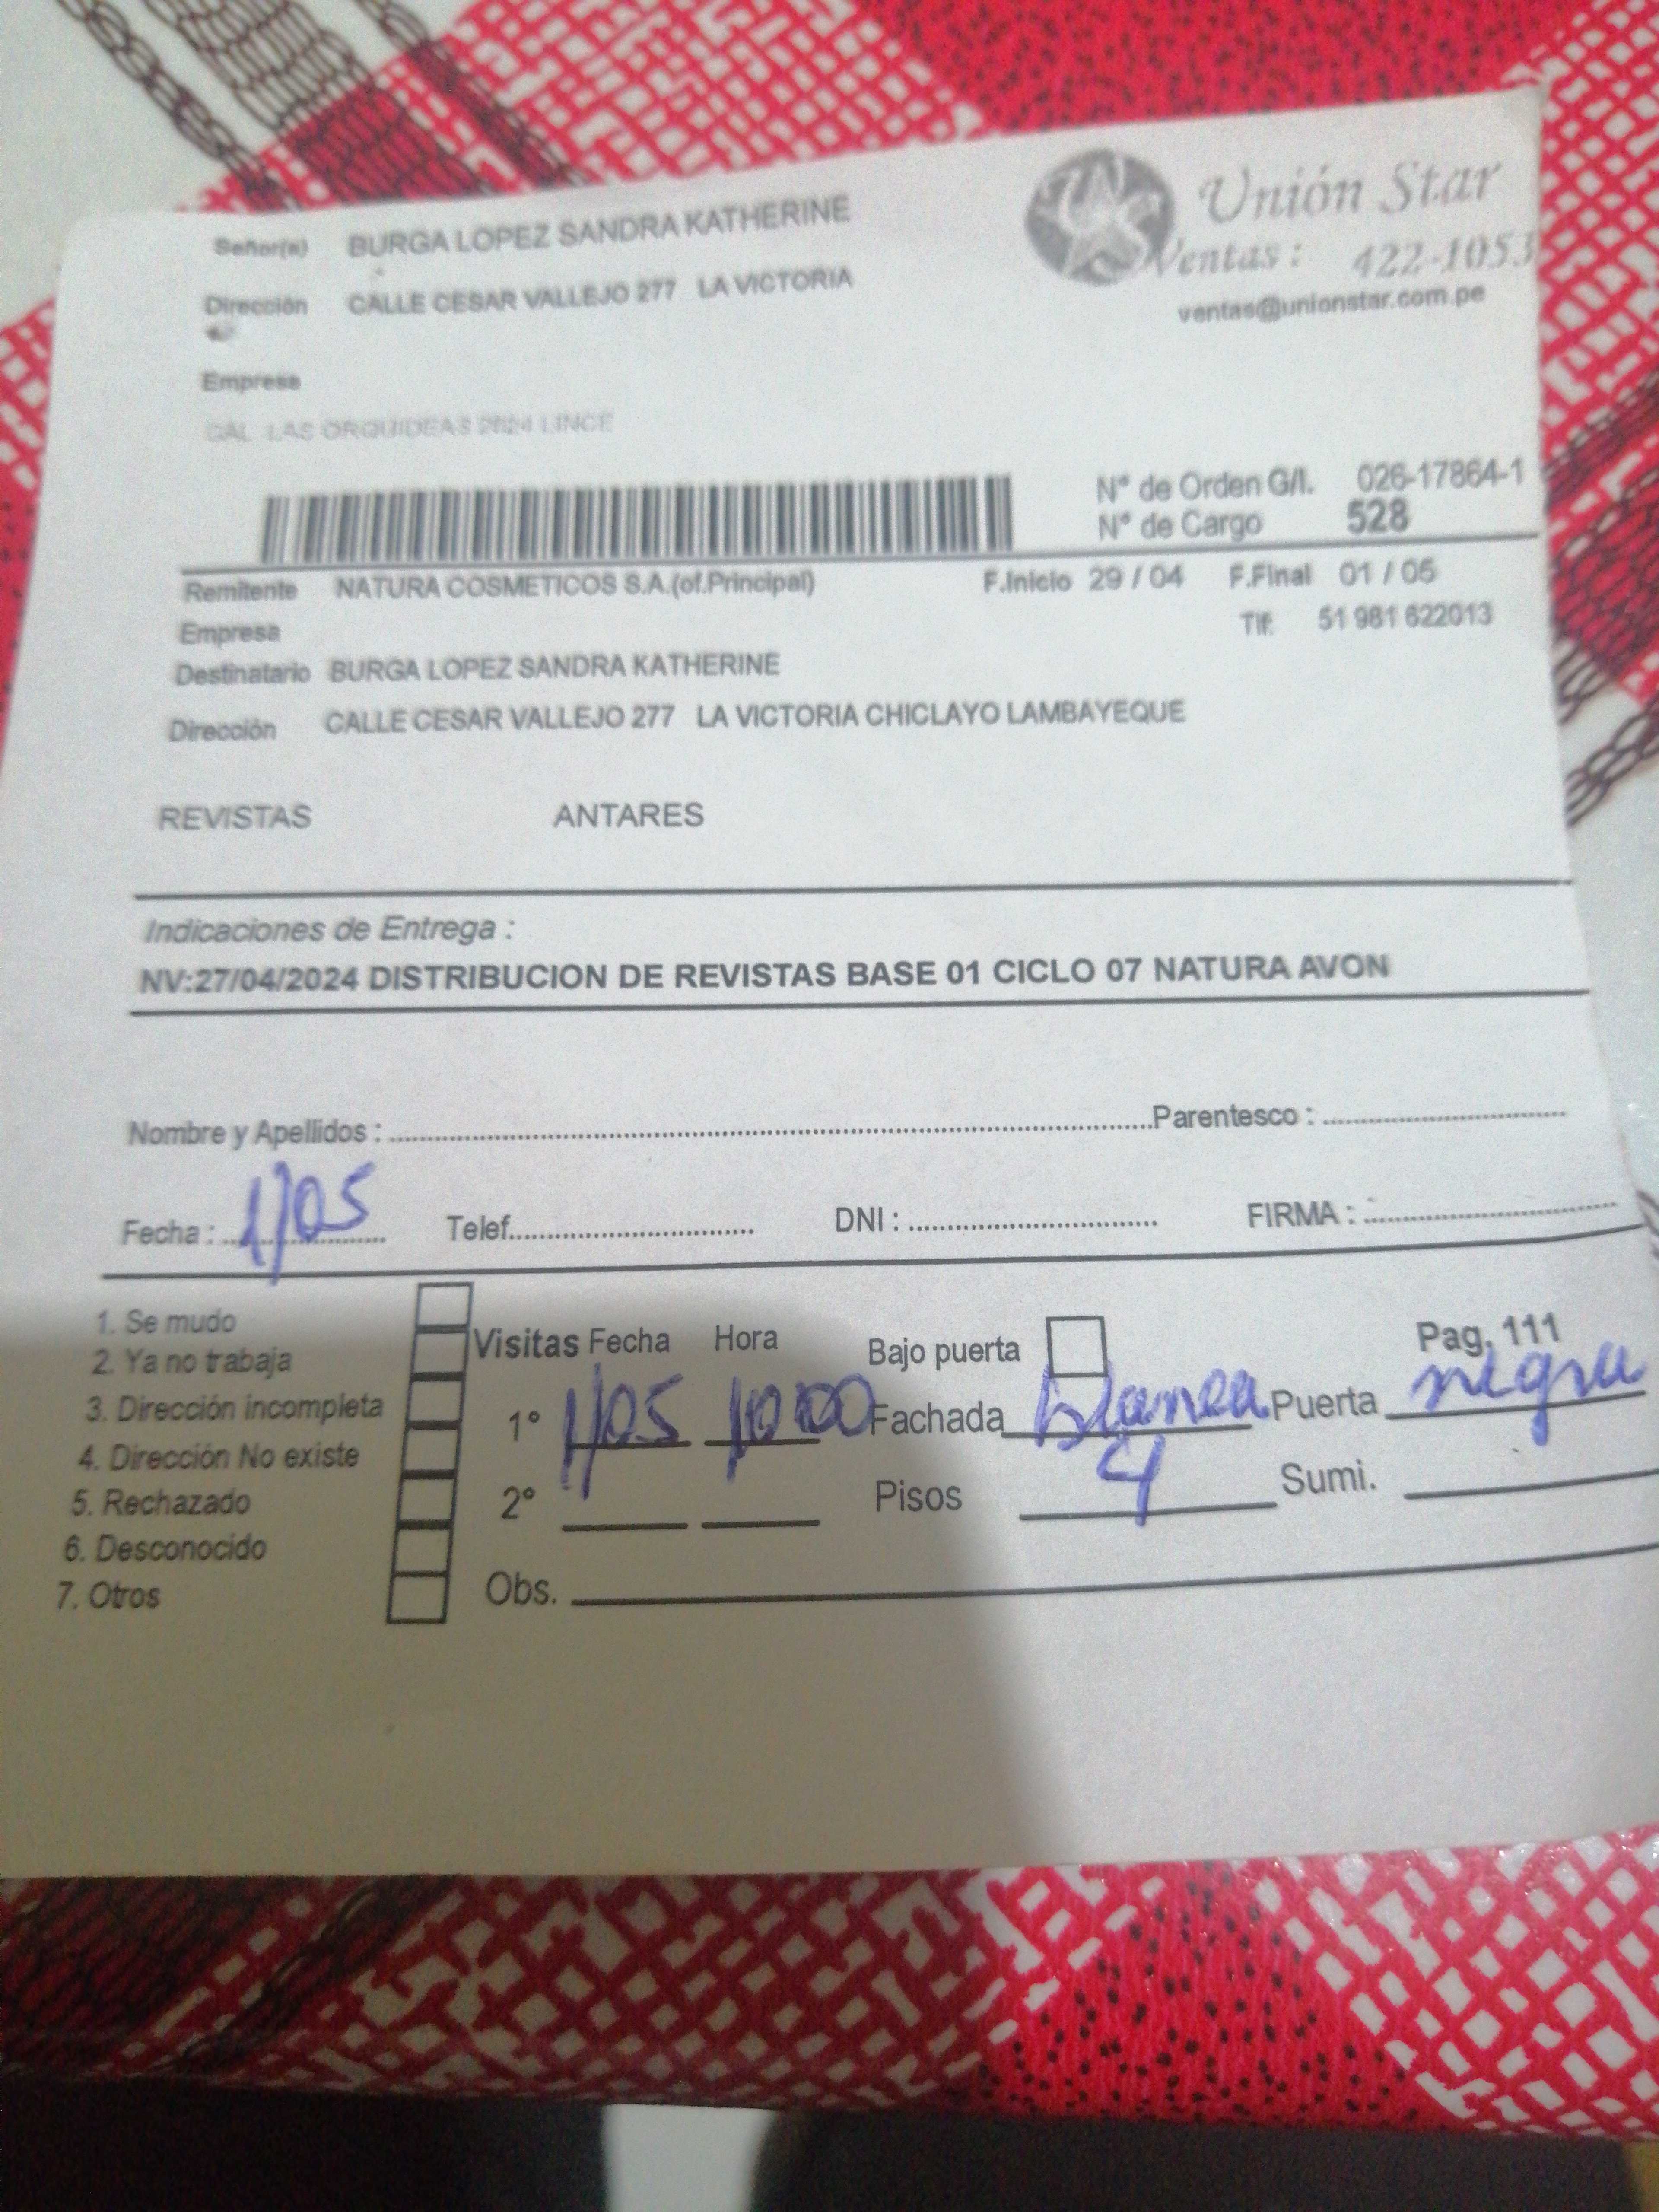 Señor(a) BURGA LOPEZ SANDRA KATHERINE
Unión Star
Dirección CALLE CESAR VALLEJO 277 LA VICTORIA
Ventas: 422-1053
ventas@unionstar.com.pe
Empresa
CAL LAS ORQUIDEAS 2624 LINCE
N° de Orden G/I. 026-17864-1
N° de Cargo 528
Remitente NATURA COSMETICOS S.A.(of.Principal) F.Inicio 29 / 04 F.Final 01 / 05
Empresa Tlf. 51 981 622013
Destinatario BURGA LOPEZ SANDRA KATHERINE
Dirección CALLE CESAR VALLEJO 277 LA VICTORIA CHICLAYO LAMBAYEQUE
REVISTAS ANTARES
Indicaciones de Entrega :
NV:27/04/2024 DISTRIBUCION DE REVISTAS BASE 01 CICLO 07 NATURA AVON
Nombre y Apellidos : Parentesco :
Fecha : 1/05 Telef. DNI : FIRMA :
1. Se mudo
2. Ya no trabaja
3. Dirección incompleta
4. Dirección No existe
5. Rechazado
6. Desconocido
7. Otros
Visitas Fecha Hora Bajo puerta Pag. 111
1° 1/05 1000 Fachada blanca Puerta negra
2° Pisos 4 Sumi.
Obs.